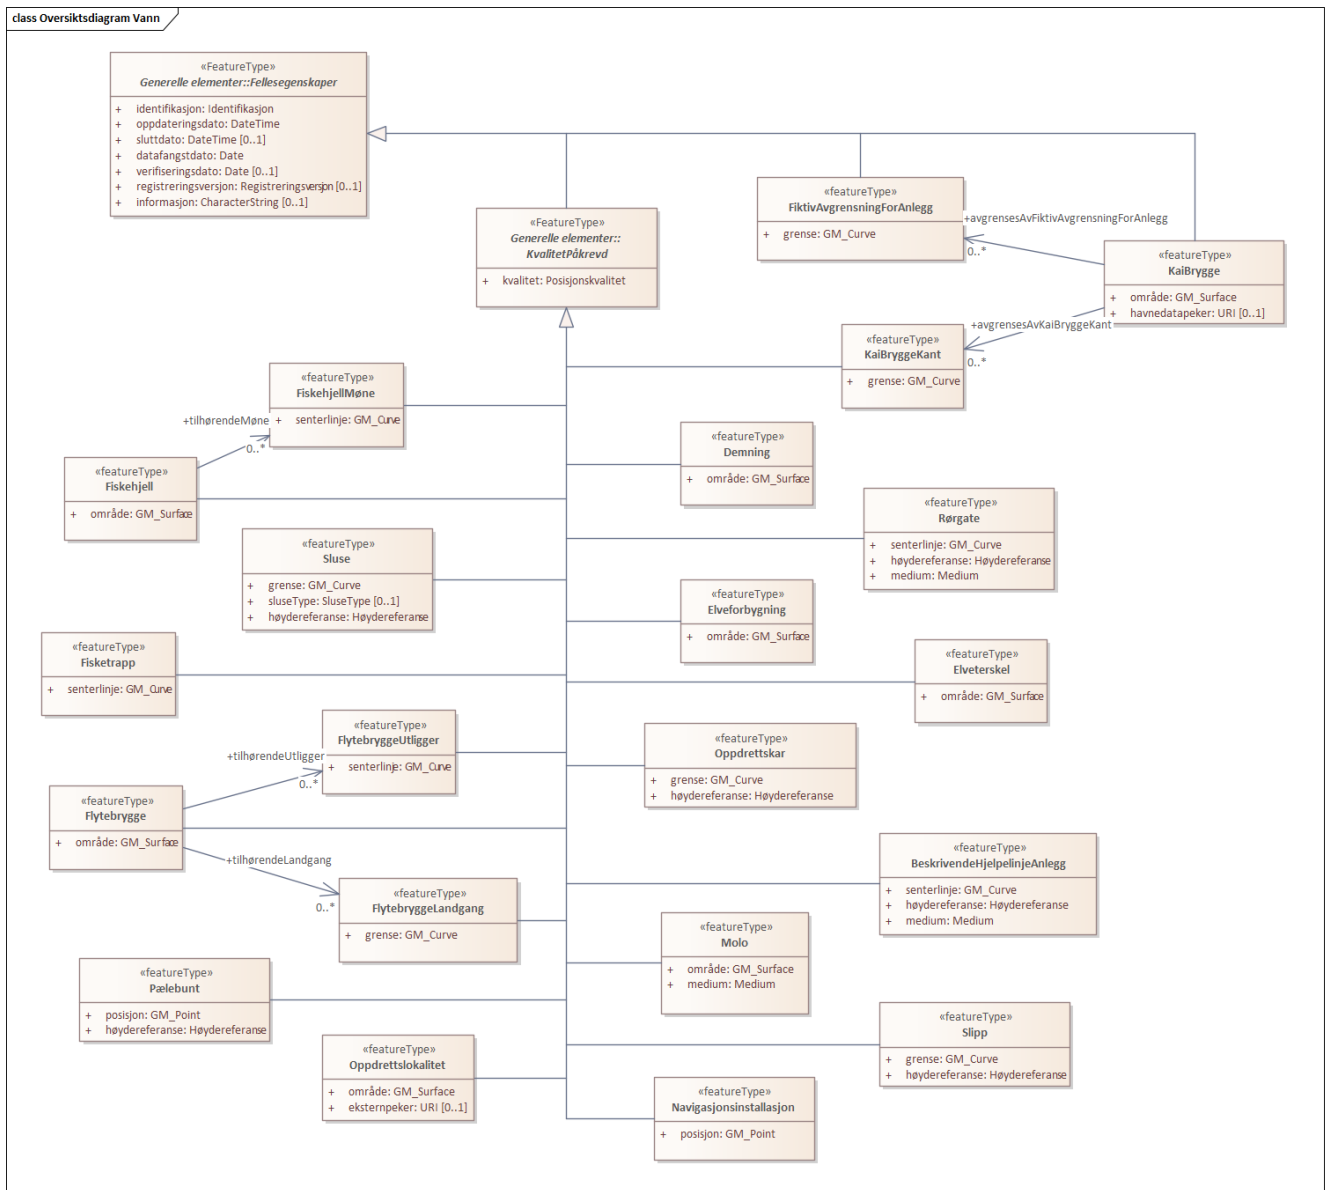 class Oversiktsdiagram Vann
«FeatureType»
Generelle elementer::Fellesegenskaper
+ identifikasjon: Identifikasjon
+ oppdateringsdato: DateTime
+ sluttdato: DateTime [0..1]
+ datafangstdato: Date
+ verifiseringsdato: Date [0..1]
+ registreringsversjon: Registreringsversjon [0..1]
+ informasjon: CharacterString [0..1]
«FeatureType»
Generelle elementer::
KvalitetPåkrevd
+ kvalitet: Posisjonskvalitet
«featureType»
FiktivAvgrensningForAnlegg
+ grense: GM_Curve
+avgrensesAvFiktivAvgrensningForAnlegg
0..*
«featureType»
KaiBrygge
+ område: GM_Surface
+ havnedatapeker: URI [0..1]
+avgrensesAvKaiBryggeKant
0..*
«featureType»
KaiBryggeKant
+ grense: GM_Curve
«featureType»
FiskehjellMøne
+ senterlinje: GM_Curve
+tilhørendeMøne
0..*
«featureType»
Fiskehjell
+ område: GM_Surface
«featureType»
Demning
+ område: GM_Surface
«featureType»
Rørgate
+ senterlinje: GM_Curve
+ høydereferanse: Høydereferanse
+ medium: Medium
«featureType»
Sluse
+ grense: GM_Curve
+ sluseType: SluseType [0..1]
+ høydereferanse: Høydereferanse
«featureType»
Elveforbygning
+ område: GM_Surface
«featureType»
Fisketrapp
+ senterlinje: GM_Curve
«featureType»
Elveterskel
+ område: GM_Surface
«featureType»
FlytebryggeUtligger
+ senterlinje: GM_Curve
+tilhørendeUtligger
0..*
«featureType»
Oppdrettskar
+ grense: GM_Curve
+ høydereferanse: Høydereferanse
«featureType»
Flytebrygge
+ område: GM_Surface
+tilhørendeLandgang
0..*
«featureType»
FlytebryggeLandgang
+ grense: GM_Curve
«featureType»
BeskrivendeHjelpelinjeAnlegg
+ senterlinje: GM_Curve
+ høydereferanse: Høydereferanse
+ medium: Medium
«featureType»
Molo
+ område: GM_Surface
+ medium: Medium
«featureType»
Pælebunt
+ posisjon: GM_Point
+ høydereferanse: Høydereferanse
«featureType»
Slipp
+ grense: GM_Curve
+ høydereferanse: Høydereferanse
«featureType»
Oppdrettslokalitet
+ område: GM_Surface
+ eksternpeker: URI [0..1]
«featureType»
Navigasjonsinstallasjon
+ posisjon: GM_Point